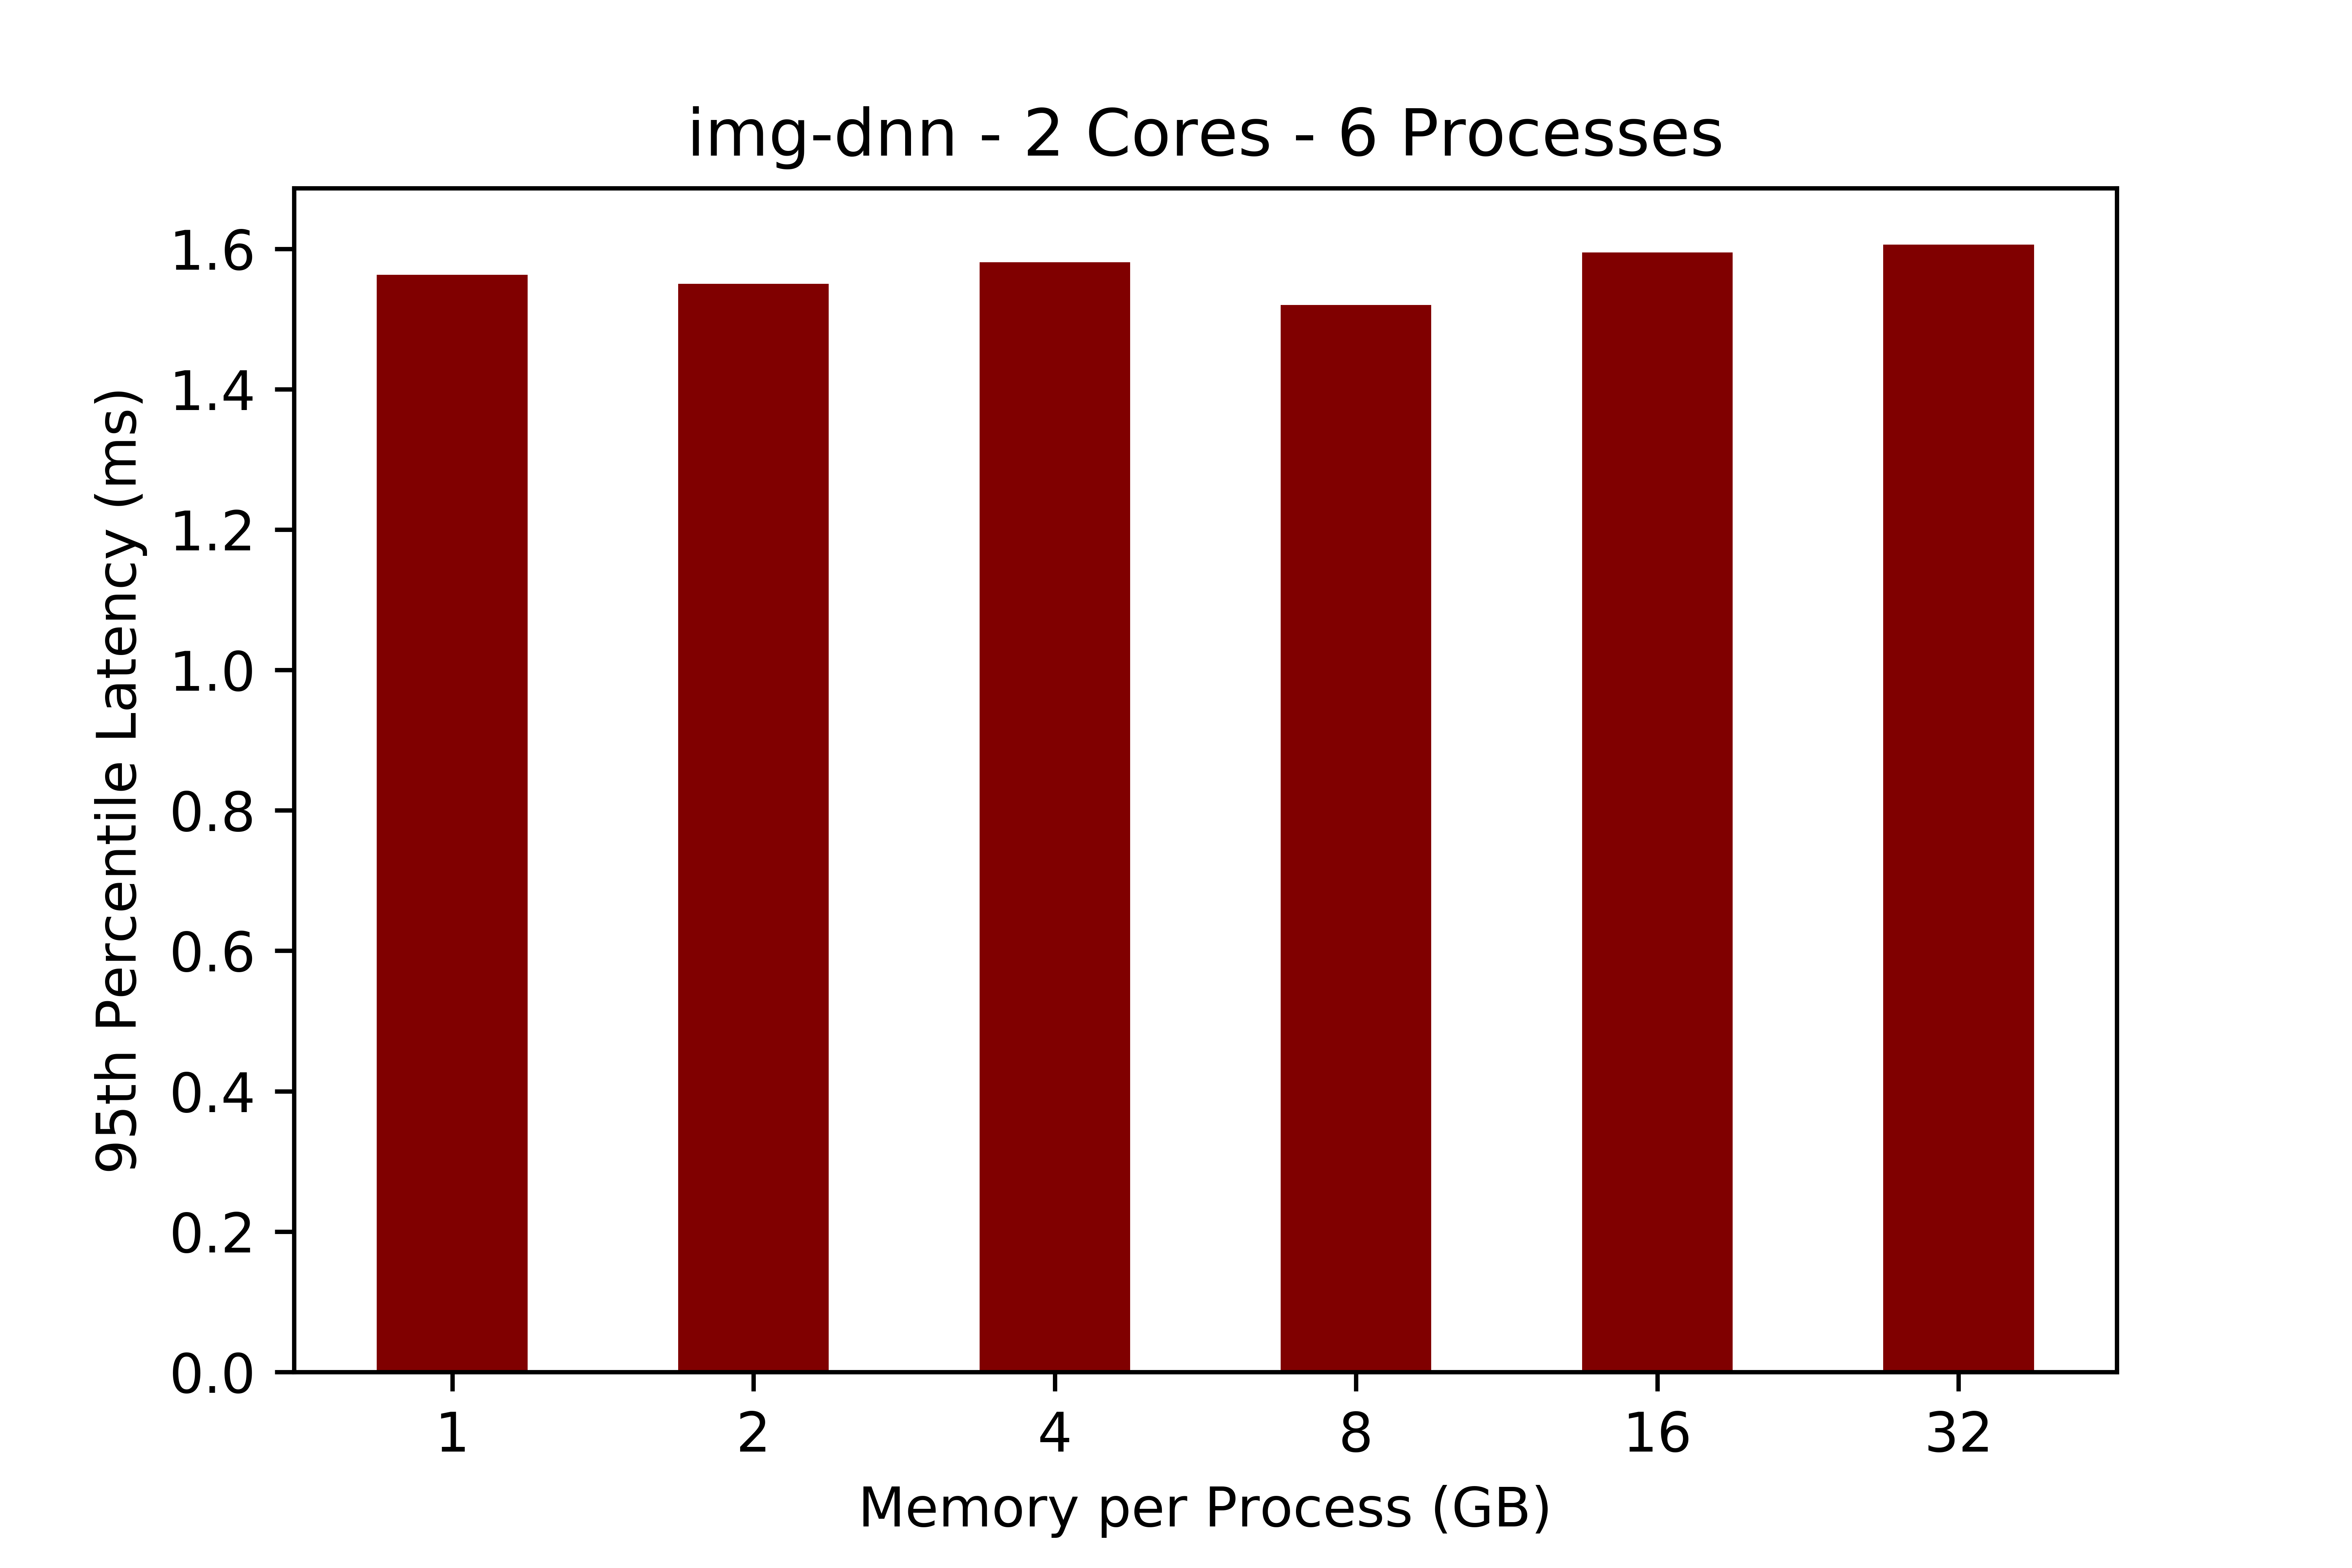 img-dnn - 2 Cores - 6 Processes
95th Percentile Latency (ms)
1.6
1.4
1.2
1.0
0.8
0.6
0.4
0.2
0.0
1 2 4 8 16 32
Memory per Process (GB)